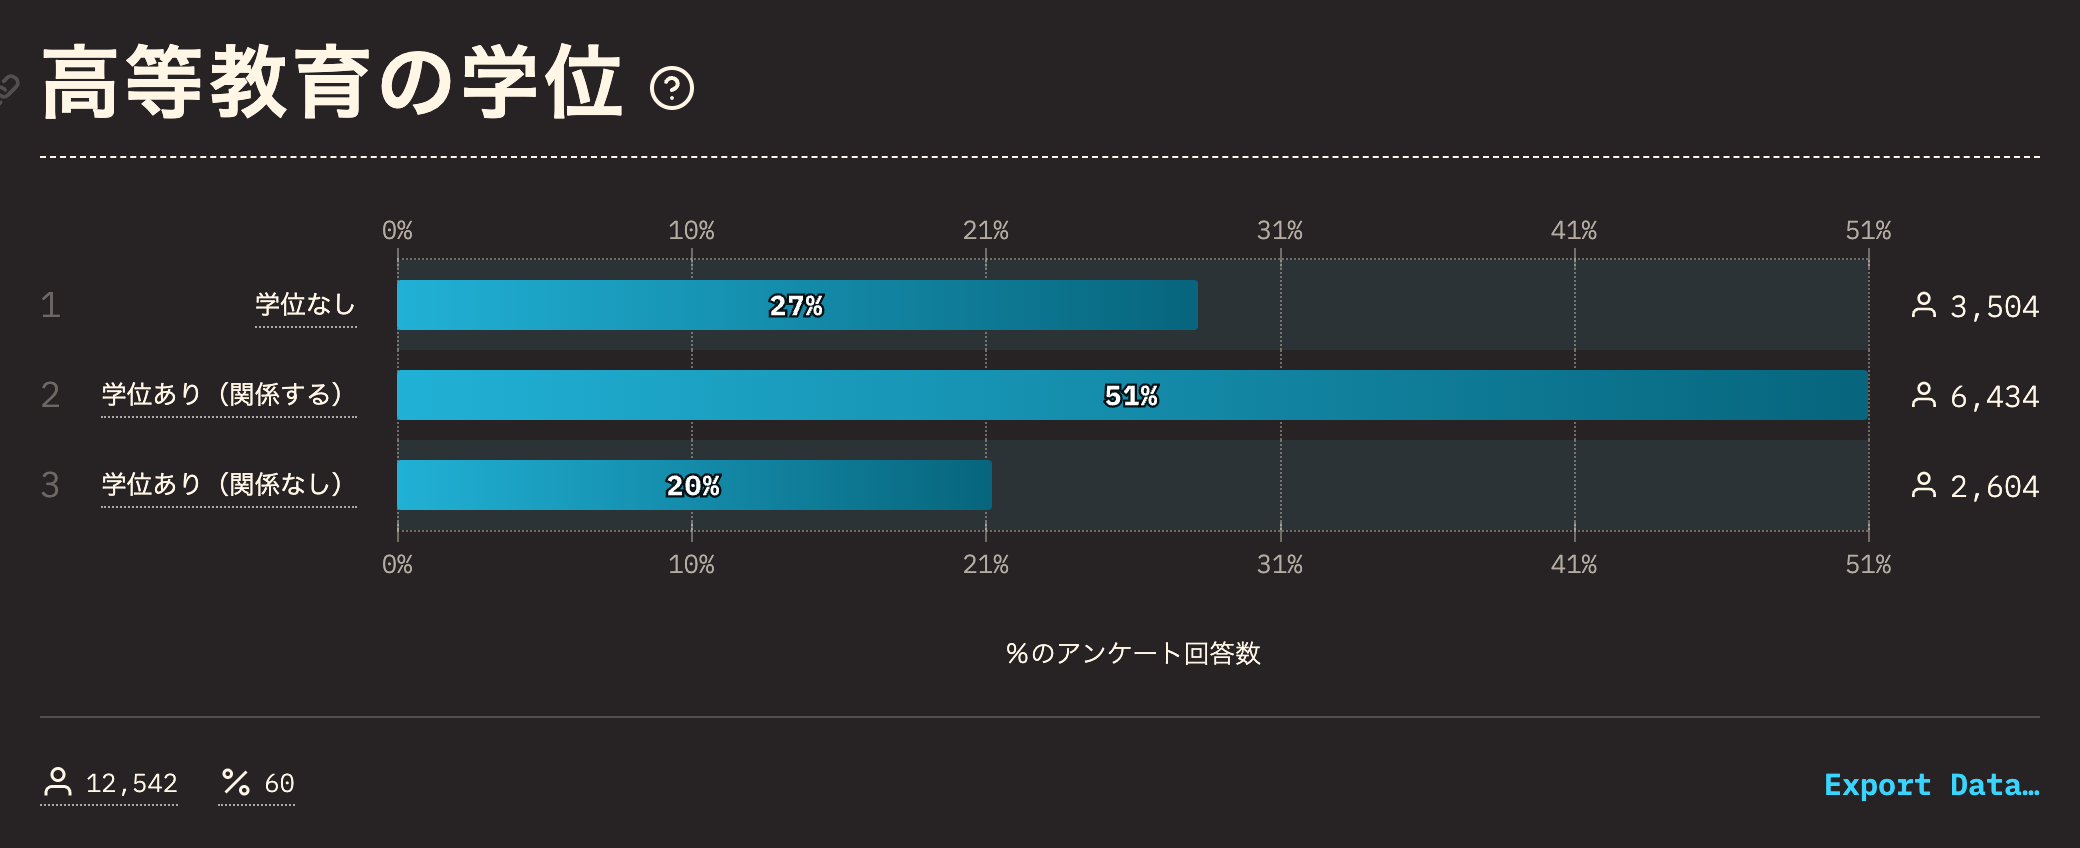 高等教育の学位
0% 10% 21% 31% 41% 51%
1 学位なし 27% 3,504
2 学位あり（関係する） 51% 6,434
3 学位あり（関係なし） 20% 2,604
0% 10% 21% 31% 41% 51%
%のアンケート回答数
12,542 % 60 Export Data…